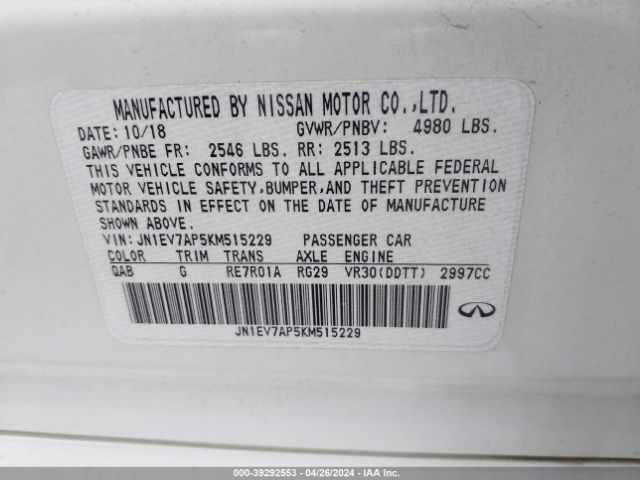 MANUFACTURED BY NISSAN MOTOR CO.,LTD.
DATE: 10/18 GVWR/PNBV: 4980 LBS.
GAWR/PNBE FR: 2546 LBS. RR: 2513 LBS.
THIS VEHICLE CONFORMS TO ALL APPLICABLE FEDERAL
MOTOR VEHICLE SAFETY,BUMPER,AND THEFT PREVENTION
STANDARDS IN EFFECT ON THE DATE OF MANUFACTURE
SHOWN ABOVE.
VIN: JN1EV7AP5KM515229 PASSENGER CAR
COLOR TRIM TRANS AXLE ENGINE
QAB G RE7R01A RG29 VR30(DDTT) 2997CC
JN1EV7AP5KM515229
000-39292553 — 04/26/2024 — IAAI.COM